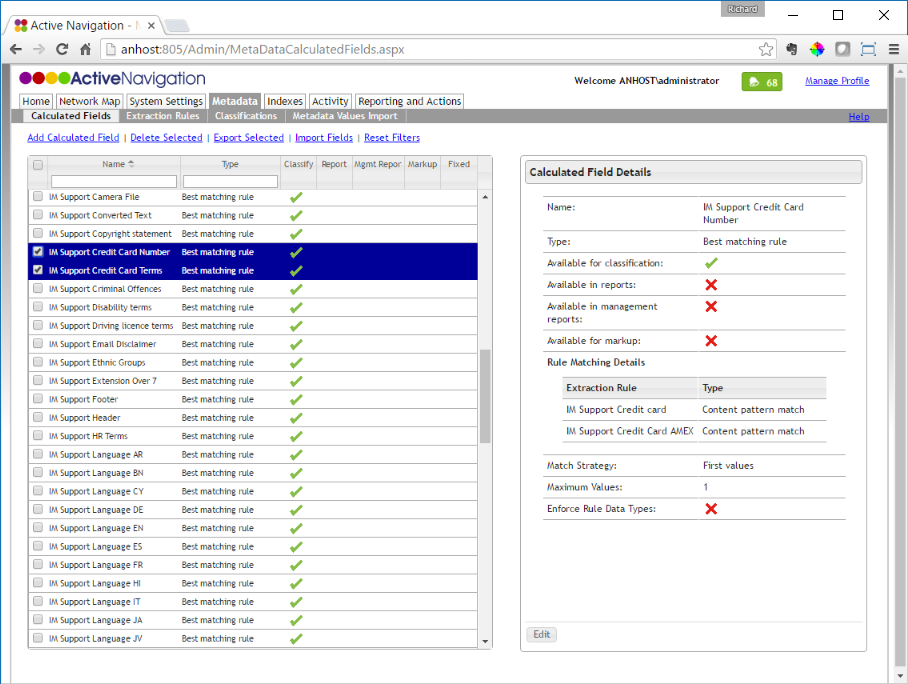 Richard
Active Navigation -
anhost:805/Admin/MetaDataCalculatedFields.aspx
ActiveNavigation
Welcome ANHOST\administrator
68
Manage Profile
Home Network Map System Settings Metadata Indexes Activity Reporting and Actions
Calculated Fields Extraction Rules Classifications Metadata Values Import Help
Add Calculated Field | Delete Selected | Export Selected | Import Fields | Reset Filters
Name Type Classify Report Mgmt Repor Markup Fixed
IM Support Camera File Best matching rule
IM Support Converted Text Best matching rule
IM Support Copyright statement Best matching rule
IM Support Credit Card Number Best matching rule
IM Support Credit Card Terms Best matching rule
IM Support Criminal Offences Best matching rule
IM Support Disability terms Best matching rule
IM Support Driving licence terms Best matching rule
IM Support Email Disclaimer Best matching rule
IM Support Ethnic Groups Best matching rule
IM Support Extension Over 7 Best matching rule
IM Support Footer Best matching rule
IM Support Header Best matching rule
IM Support HR Terms Best matching rule
IM Support Language AR Best matching rule
IM Support Language BN Best matching rule
IM Support Language CY Best matching rule
IM Support Language DE Best matching rule
IM Support Language EN Best matching rule
IM Support Language ES Best matching rule
IM Support Language FR Best matching rule
IM Support Language HI Best matching rule
IM Support Language IT Best matching rule
IM Support Language JA Best matching rule
IM Support Language JV Best matching rule
Calculated Field Details
Name: IM Support Credit Card
Number
Type: Best matching rule
Available for classification:
Available in reports:
Available in management
reports:
Available for markup:
Rule Matching Details
Extraction Rule Type
IM Support Credit card Content pattern match
IM Support Credit Card AMEX Content pattern match
Match Strategy: First values
Maximum Values: 1
Enforce Rule Data Types:
Edit